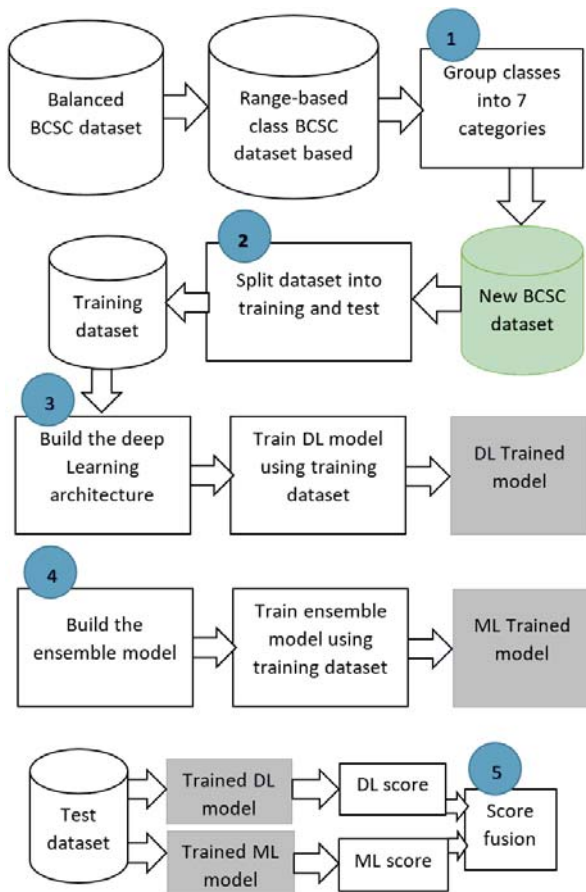 Balanced
BCSC dataset
Range-based
class BCSC
dataset based
1
Group classes
into 7
categories
2
Training
dataset
Split dataset into
training and test
New BCSC
dataset
3
Build the deep
Learning
architecture
Train DL model
using training
dataset
DL Trained
model
4
Build the
ensemble model
Train ensemble
model using
training dataset
ML Trained
model
Test
dataset
Trained DL
model
DL score
Trained ML
model
ML score
5
Score
fusion